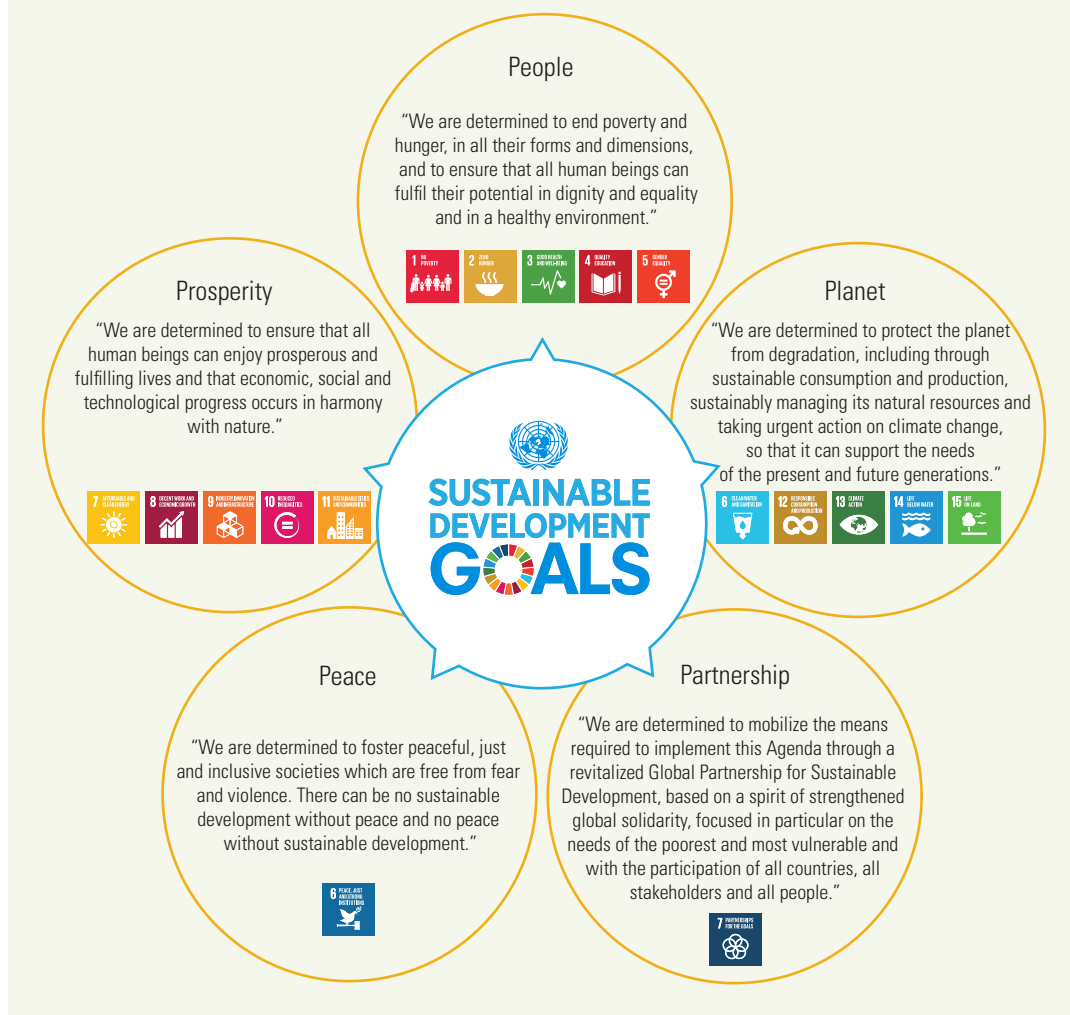 People
“We are determined to end poverty and
hunger, in all their forms and dimensions,
and to ensure that all human beings can
fulfil their potential in dignity and equality
and in a healthy environment.”
1 NO
POVERTY
2 ZERO
HUNGER
3 GOOD HEALTH
AND WELL-BEING
4 QUALITY
EDUCATION
5 GENDER
EQUALITY
Prosperity
“We are determined to ensure that all
human beings can enjoy prosperous and
fulfilling lives and that economic, social and
technological progress occurs in harmony
with nature.”
7 AFFORDABLE AND
CLEAN ENERGY
8 DECENT WORK AND
ECONOMIC GROWTH
9 INDUSTRY, INNOVATION
AND INFRASTRUCTURE
10 REDUCED
INEQUALITIES
11 SUSTAINABLE CITIES
AND COMMUNITIES
Planet
“We are determined to protect the planet
from degradation, including through
sustainable consumption and production,
sustainably managing its natural resources and
taking urgent action on climate change,
so that it can support the needs
of the present and future generations.”
6 CLEAN WATER
AND SANITATION
12 RESPONSIBLE
CONSUMPTION
AND PRODUCTION
13 CLIMATE
ACTION
14 LIFE
BELOW WATER
15 LIFE
ON LAND
SUSTAINABLE
DEVELOPMENT
GOALS
Peace
“We are determined to foster peaceful, just
and inclusive societies which are free from fear
and violence. There can be no sustainable
development without peace and no peace
without sustainable development.”
6 PEACE, JUST
AND STRONG
INSTITUTIONS
Partnership
“We are determined to mobilize the means
required to implement this Agenda through a
revitalized Global Partnership for Sustainable
Development, based on a spirit of strengthened
global solidarity, focused in particular on the
needs of the poorest and most vulnerable and
with the participation of all countries, all
stakeholders and all people.”
7 PARTNERSHIPS
FOR THE GOALS